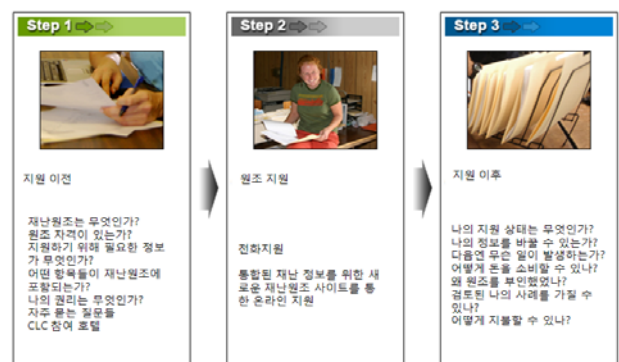 Step 1
지원 이전
재난원조는 무엇인가?
원조 자격이 있는가?
지원하기 위해 필요한 정보
가 무엇인가?
어떤 항목들이 재난원조에
포함되는가?
나의 권리는 무엇인가?
자주 묻는 질문들
CLC 참여 호텔
Step 2
원조 지원
전화지원
통합된 재난 정보를 위한 새
로운 재난원조 사이트를 통
한 온라인 지원
Step 3
지원 이후
나의 지원 상태는 무엇인가?
나의 정보를 바꿀 수 있는가?
다음엔 무슨 일이 발생하는가?
어떻게 돈을 소비할 수 있나?
왜 원조를 부인했었나?
검토된 나의 사례를 가질 수
있나?
어떻게 지불할 수 있나?